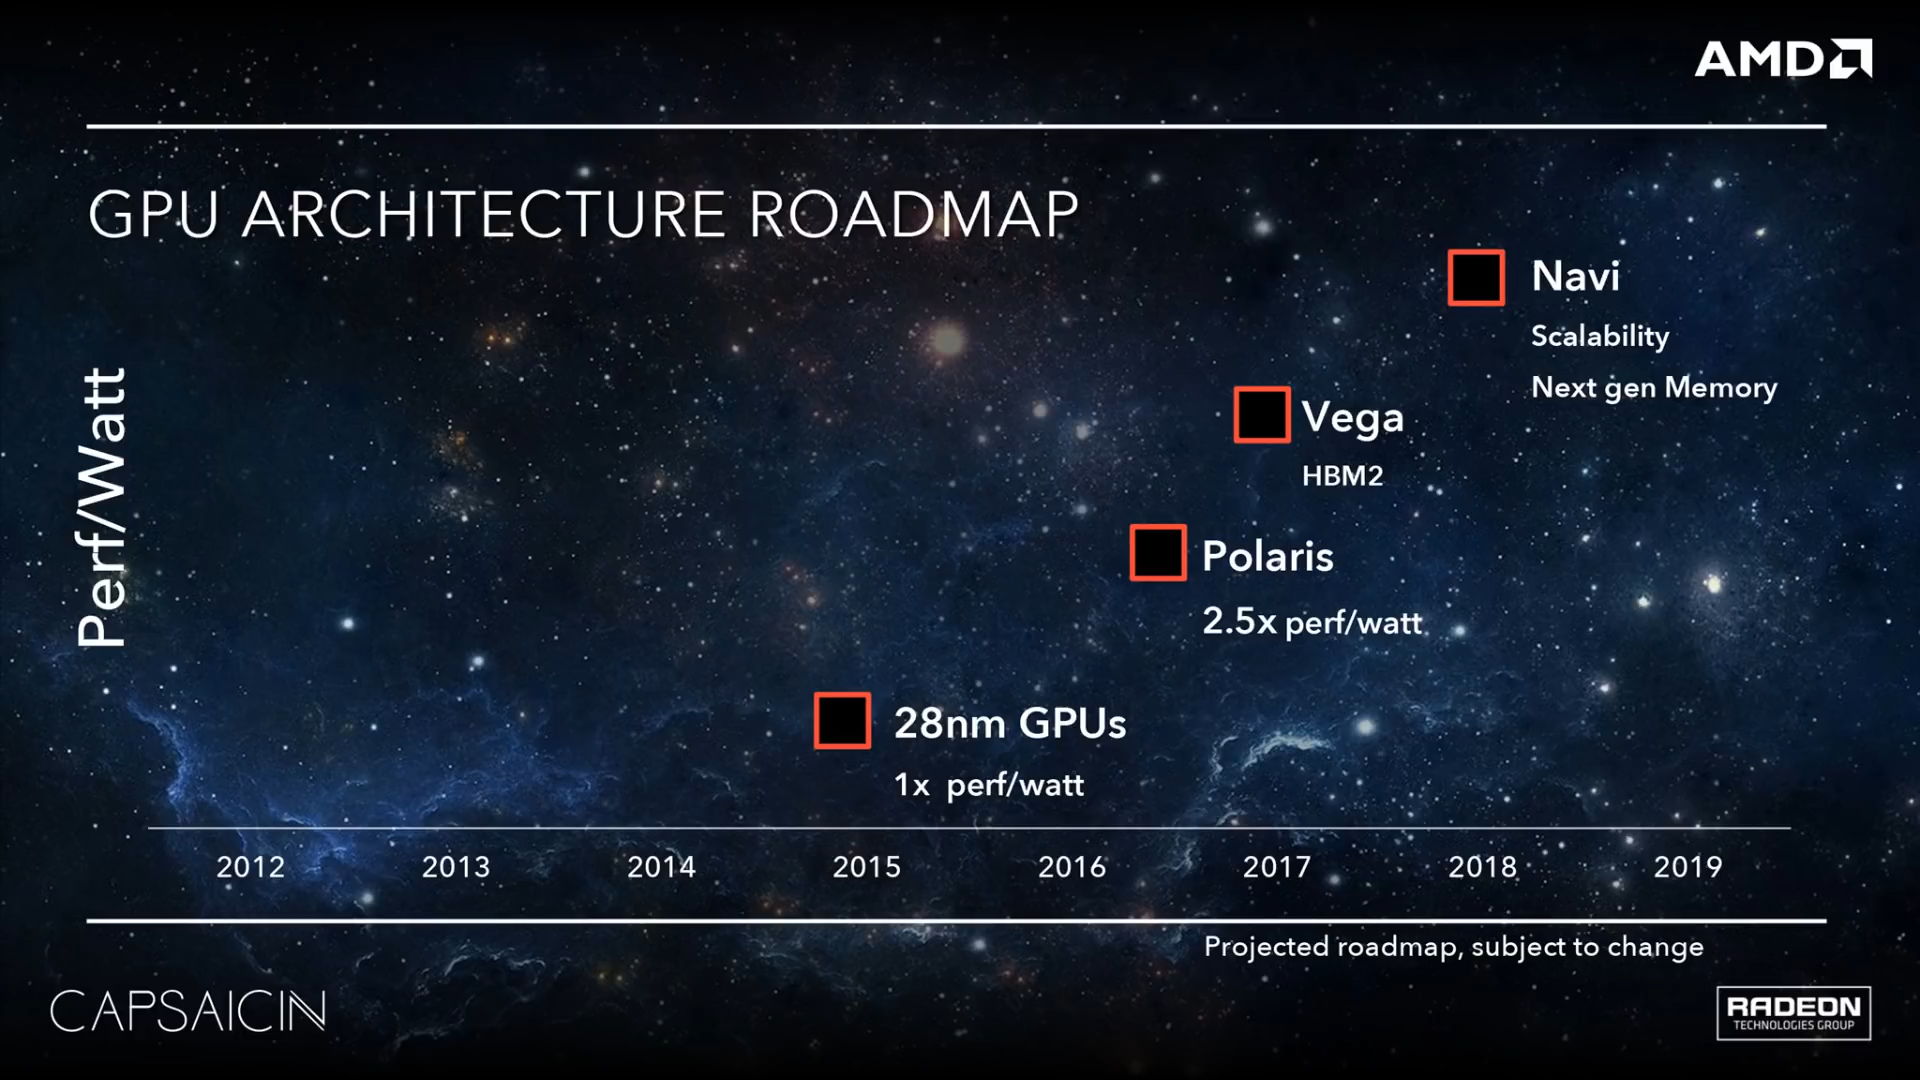 AMD
GPU ARCHITECTURE ROADMAP
Navi
Scalability
Next gen Memory
Vega
HBM2
Perf/Watt
Polaris
2.5x perf/watt
28nm GPUs
1x perf/watt
2012 2013 2014 2015 2016 2017 2018 2019
Projected roadmap, subject to change
CAPSAICIN
RADEON
TECHNOLOGIES GROUP